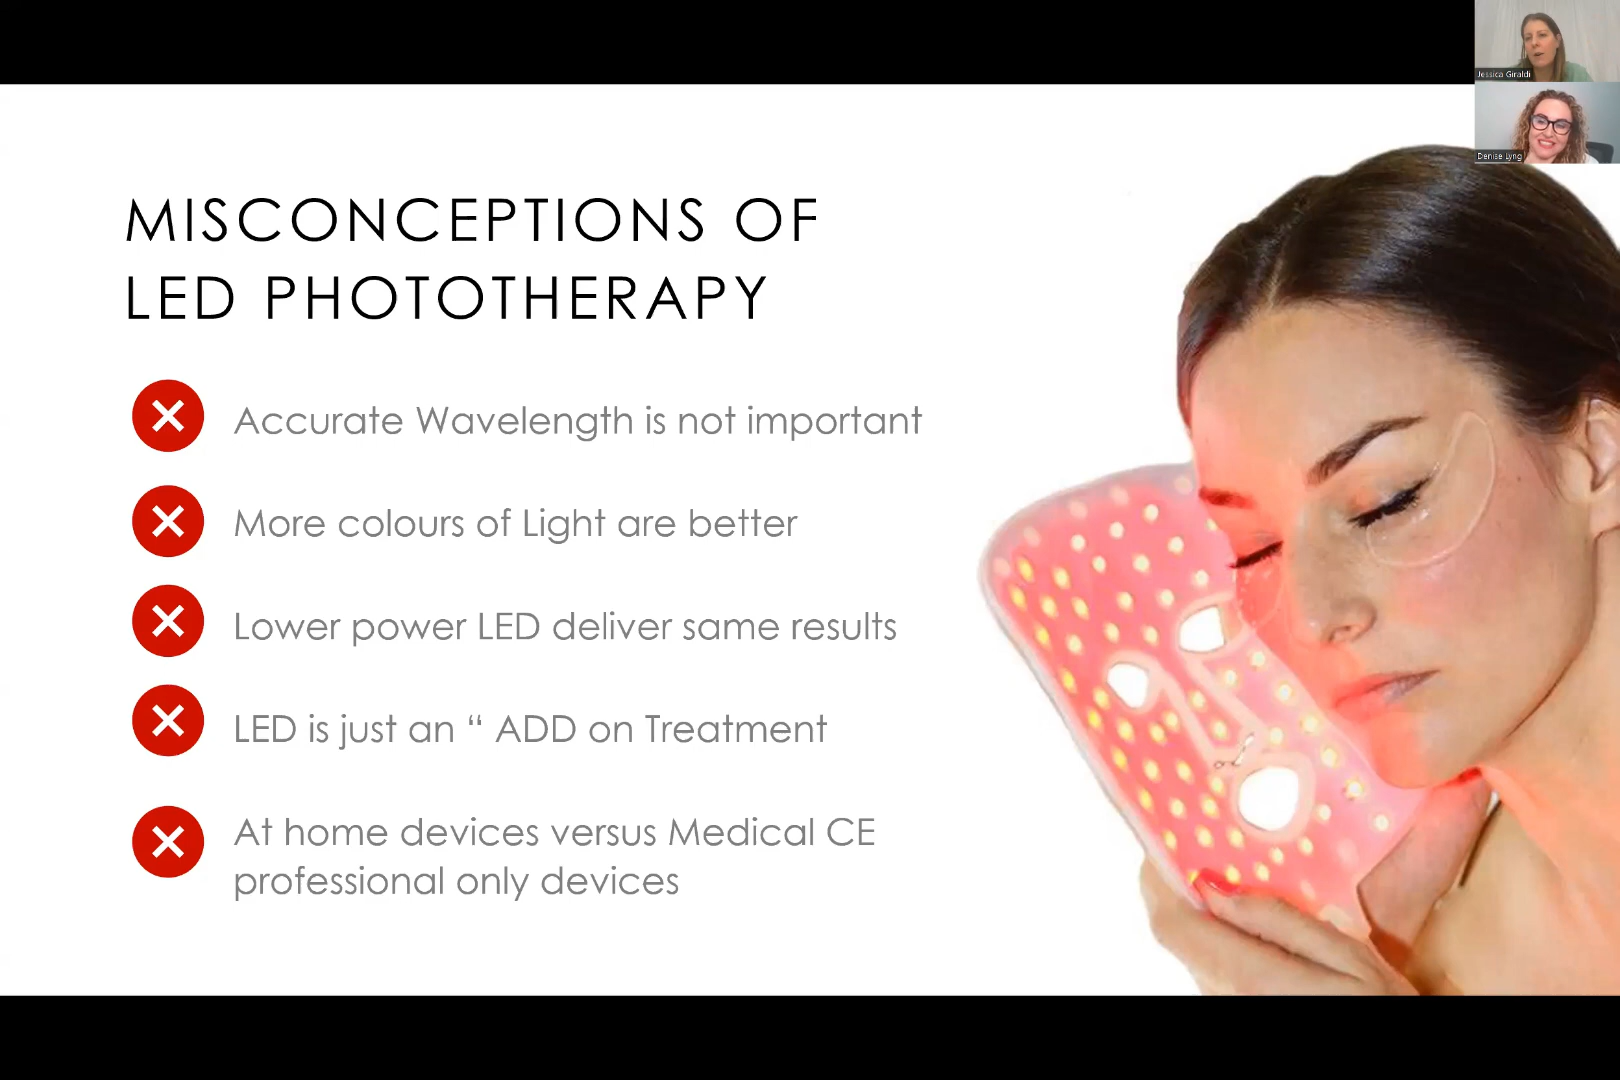 Jessica Giraldi
Denise Lyng
MISCONCEPTIONS OF
LED PHOTOTHERAPY
Accurate Wavelength is not important
More colours of Light are better
Lower power LED deliver same results
LED is just an “ ADD on Treatment
At home devices versus Medical CE
professional only devices